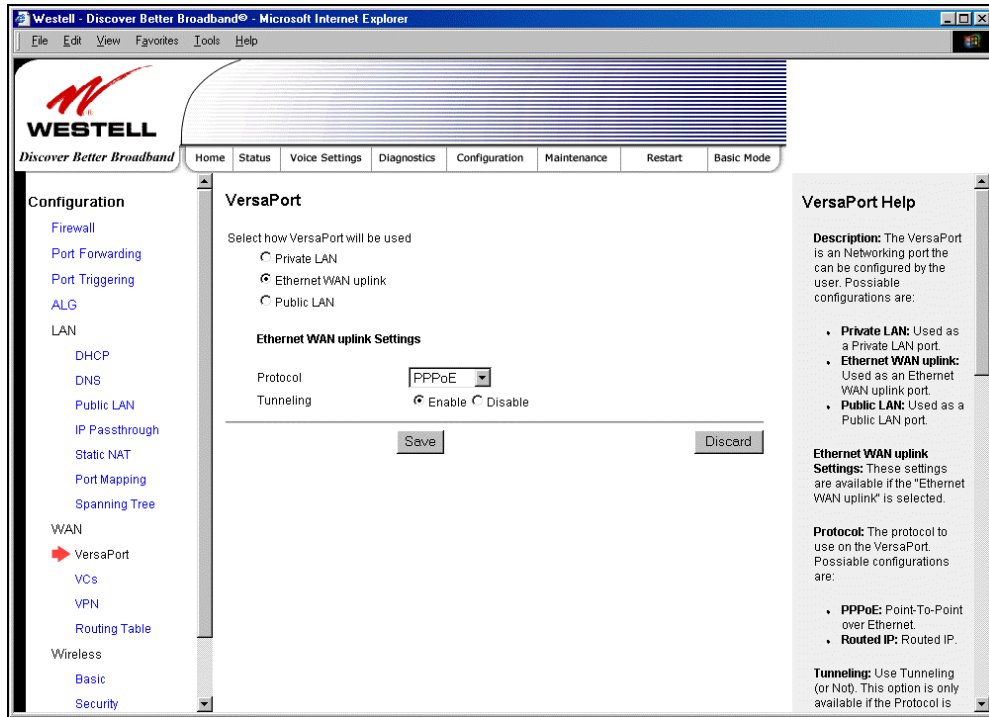 Westell - Discover Better Broadband® - Microsoft Internet Explorer
File Edit View Favorites Tools Help
WESTELL
Discover Better Broadband
Home Status Voice Settings Diagnostics Configuration Maintenance Restart Basic Mode
Configuration
Firewall
Port Forwarding
Port Triggering
ALG
LAN
DHCP
DNS
Public LAN
IP Passthrough
Static NAT
Port Mapping
Spanning Tree
WAN
VersaPort
VCs
VPN
Routing Table
Wireless
Basic
Security
VersaPort
Select how VersaPort will be used
Private LAN
Ethernet WAN uplink
Public LAN
Ethernet WAN uplink Settings
Protocol PPPoE
Tunneling Enable Disable
Save Discard
VersaPort Help
Description: The VersaPort
is an Networking port the
can be configured by the
user. Possiable
configurations are:
• Private LAN: Used as
a Private LAN port.
• Ethernet WAN uplink:
Used as an Ethernet
WAN uplink port.
• Public LAN: Used as a
Public LAN port.
Ethernet WAN uplink
Settings: These settings
are available if the "Ethernet
WAN uplink" is selected.
Protocol: The protocol to
use on the VersaPort.
Possiable configurations
are:
• PPPoE: Point-To-Point
over Ethernet.
• Routed IP: Routed IP.
Tunneling: Use Tunneling
(or Not). This option is only
available if the Protocol is